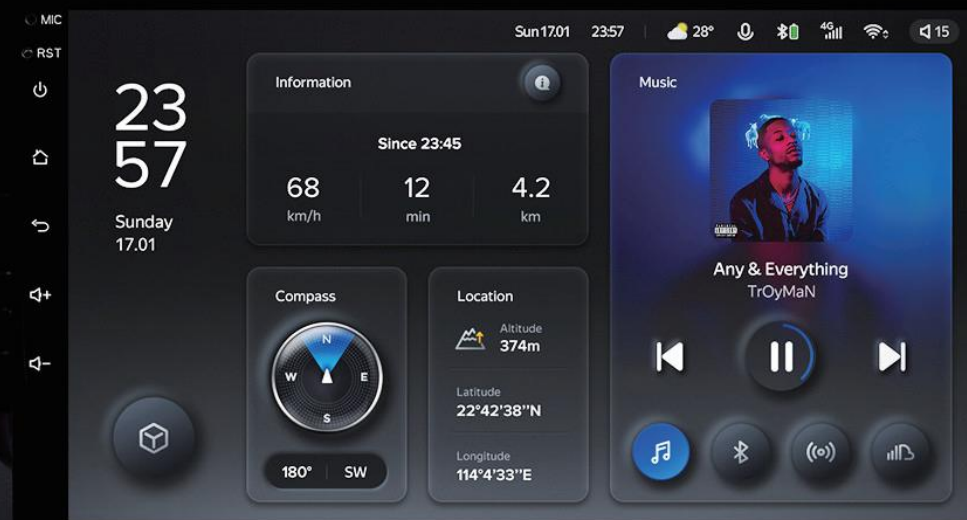 MIC
RST
Sun 17.01 23:57 28° 4G 15
23
57
Sunday
17.01
Information
Since 23:45
68 12 4.2
km/h min km
Compass
N
W E
S
180° SW
Location
Altitude
374m
Latitude
22°42'38''N
Longitude
114°4'33''E
Music
Any & Everything
TrOyMaN